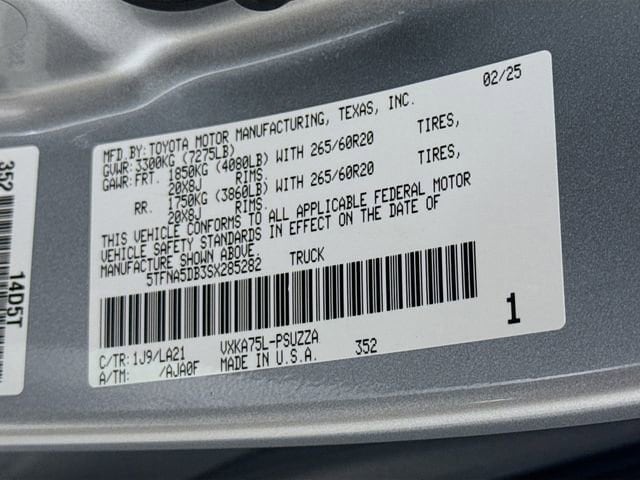 02/25
MFD.BY: TOYOTA MOTOR MANUFACTURING, TEXAS, INC.
GVWR: 3300KG (7275LB)
GAWR: FRT. 1850KG (4080LB) WITH 265/60R20 TIRES,
20X8J RIMS,
RR. 1750KG (3860LB) WITH 265/60R20 TIRES,
20X8J RIMS.
THIS VEHICLE CONFORMS TO ALL APPLICABLE FEDERAL MOTOR
VEHICLE SAFETY STANDARDS IN EFFECT ON THE DATE OF
MANUFACTURE SHOWN ABOVE
5TFNA5DB3SX285282 TRUCK
C/TR: 1J9/LA21 VXKA75L-PSUZZA
A/TM: /AJA0F MADE IN U.S.A. 352
1
352
14D5T